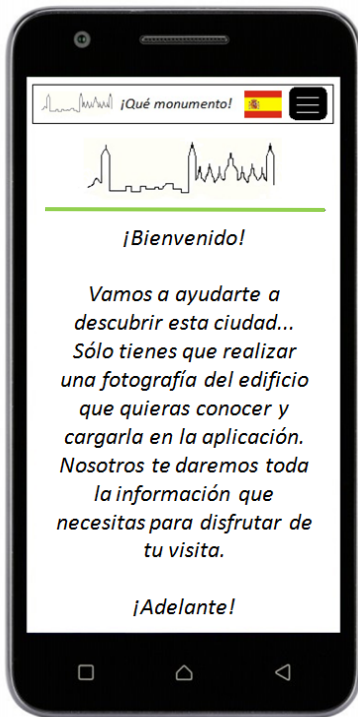 ¡Qué monumento!
¡Bienvenido!
Vamos a ayudarte a
descubrir esta ciudad...
Sólo tienes que realizar
una fotografía del edificio
que quieras conocer y
cargarla en la aplicación.
Nosotros te daremos toda
la información que
necesitas para disfrutar de
tu visita.
¡Adelante!